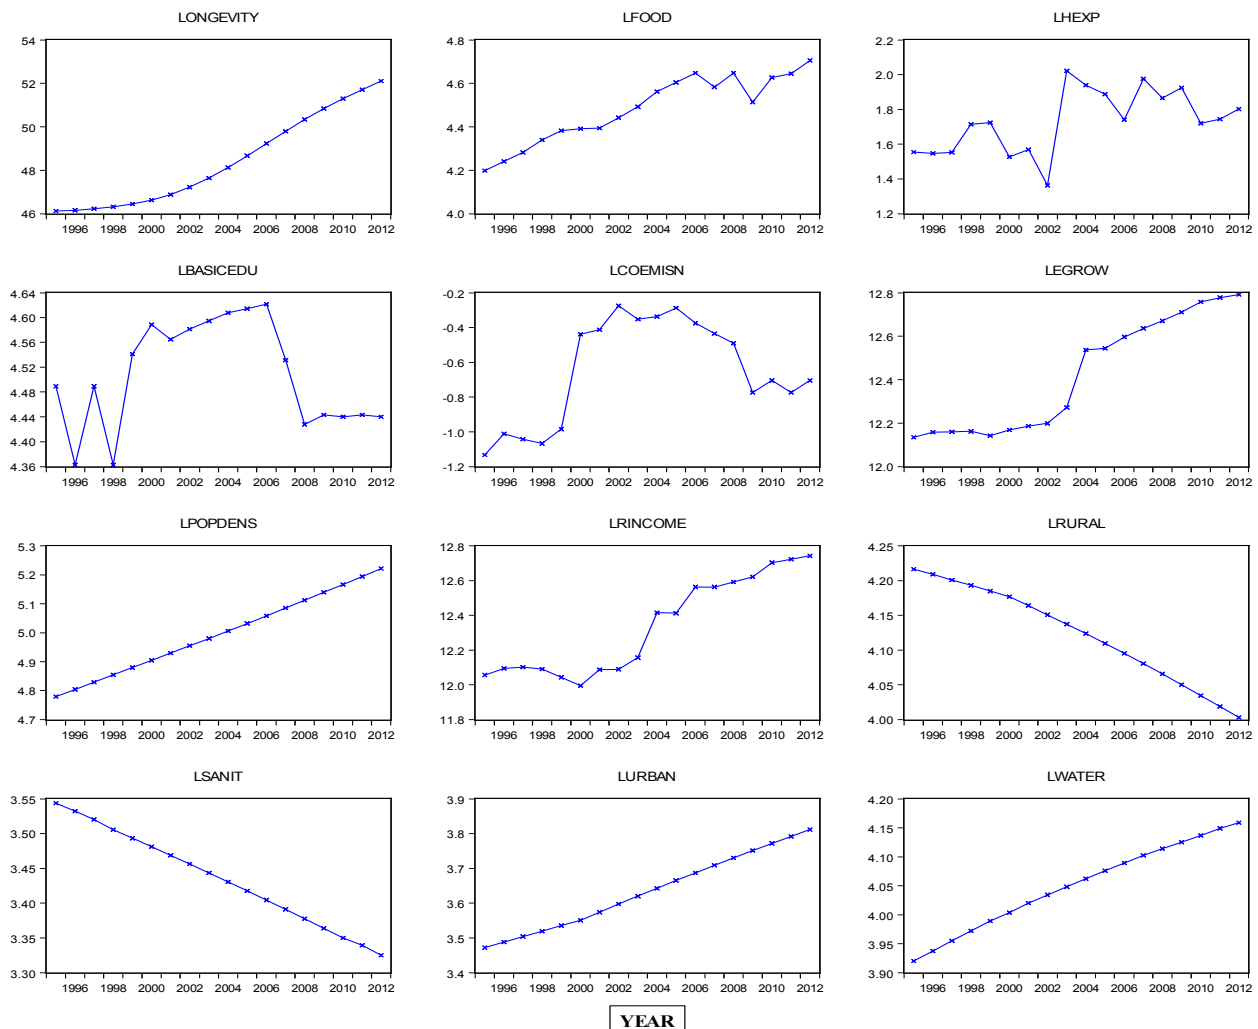 LONGEVITY
54
52
50
48
46
1996 1998 2000 2002 2004 2006 2008 2010 2012
LFOOD
4.8
4.6
4.4
4.2
4.0
1996 1998 2000 2002 2004 2006 2008 2010 2012
LHEXP
2.2
2.0
1.8
1.6
1.4
1.2
1996 1998 2000 2002 2004 2006 2008 2010 2012
LBASICEDU
4.64
4.60
4.56
4.52
4.48
4.44
4.40
4.36
1996 1998 2000 2002 2004 2006 2008 2010 2012
LCOEMISN
-0.2
-0.4
-0.6
-0.8
-1.0
-1.2
1996 1998 2000 2002 2004 2006 2008 2010 2012
LEGROW
12.8
12.6
12.4
12.2
12.0
1996 1998 2000 2002 2004 2006 2008 2010 2012
LPOPDENS
5.3
5.2
5.1
5.0
4.9
4.8
4.7
1996 1998 2000 2002 2004 2006 2008 2010 2012
LRINCOME
12.8
12.6
12.4
12.2
12.0
11.8
1996 1998 2000 2002 2004 2006 2008 2010 2012
LRURAL
4.25
4.20
4.15
4.10
4.05
4.00
1996 1998 2000 2002 2004 2006 2008 2010 2012
LSANIT
3.55
3.50
3.45
3.40
3.35
3.30
1996 1998 2000 2002 2004 2006 2008 2010 2012
LURBAN
3.9
3.8
3.7
3.6
3.5
3.4
1996 1998 2000 2002 2004 2006 2008 2010 2012
LWATER
4.20
4.15
4.10
4.05
4.00
3.95
3.90
1996 1998 2000 2002 2004 2006 2008 2010 2012
YEAR